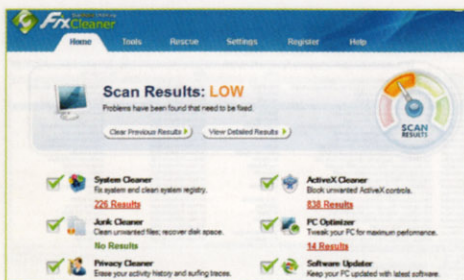 FixCleaner
Home Tools Rescue Settings Register Help
Scan Results: LOW
Problems have been found that need to be fixed.
Clear Previous Results View Detailed Results
SCAN
RESULTS
System Cleaner
Fix system and clean system registry.
226 Results
ActiveX Cleaner
Block unwanted ActiveX controls.
838 Results
Junk Cleaner
Clean unwanted files; recover disk space.
No Results
PC Optimizer
Tweak your PC for maximum performance.
14 Results
Privacy Cleaner
Erase your activity history and surfing traces.
Software Updater
Keep your PC updated with latest software.